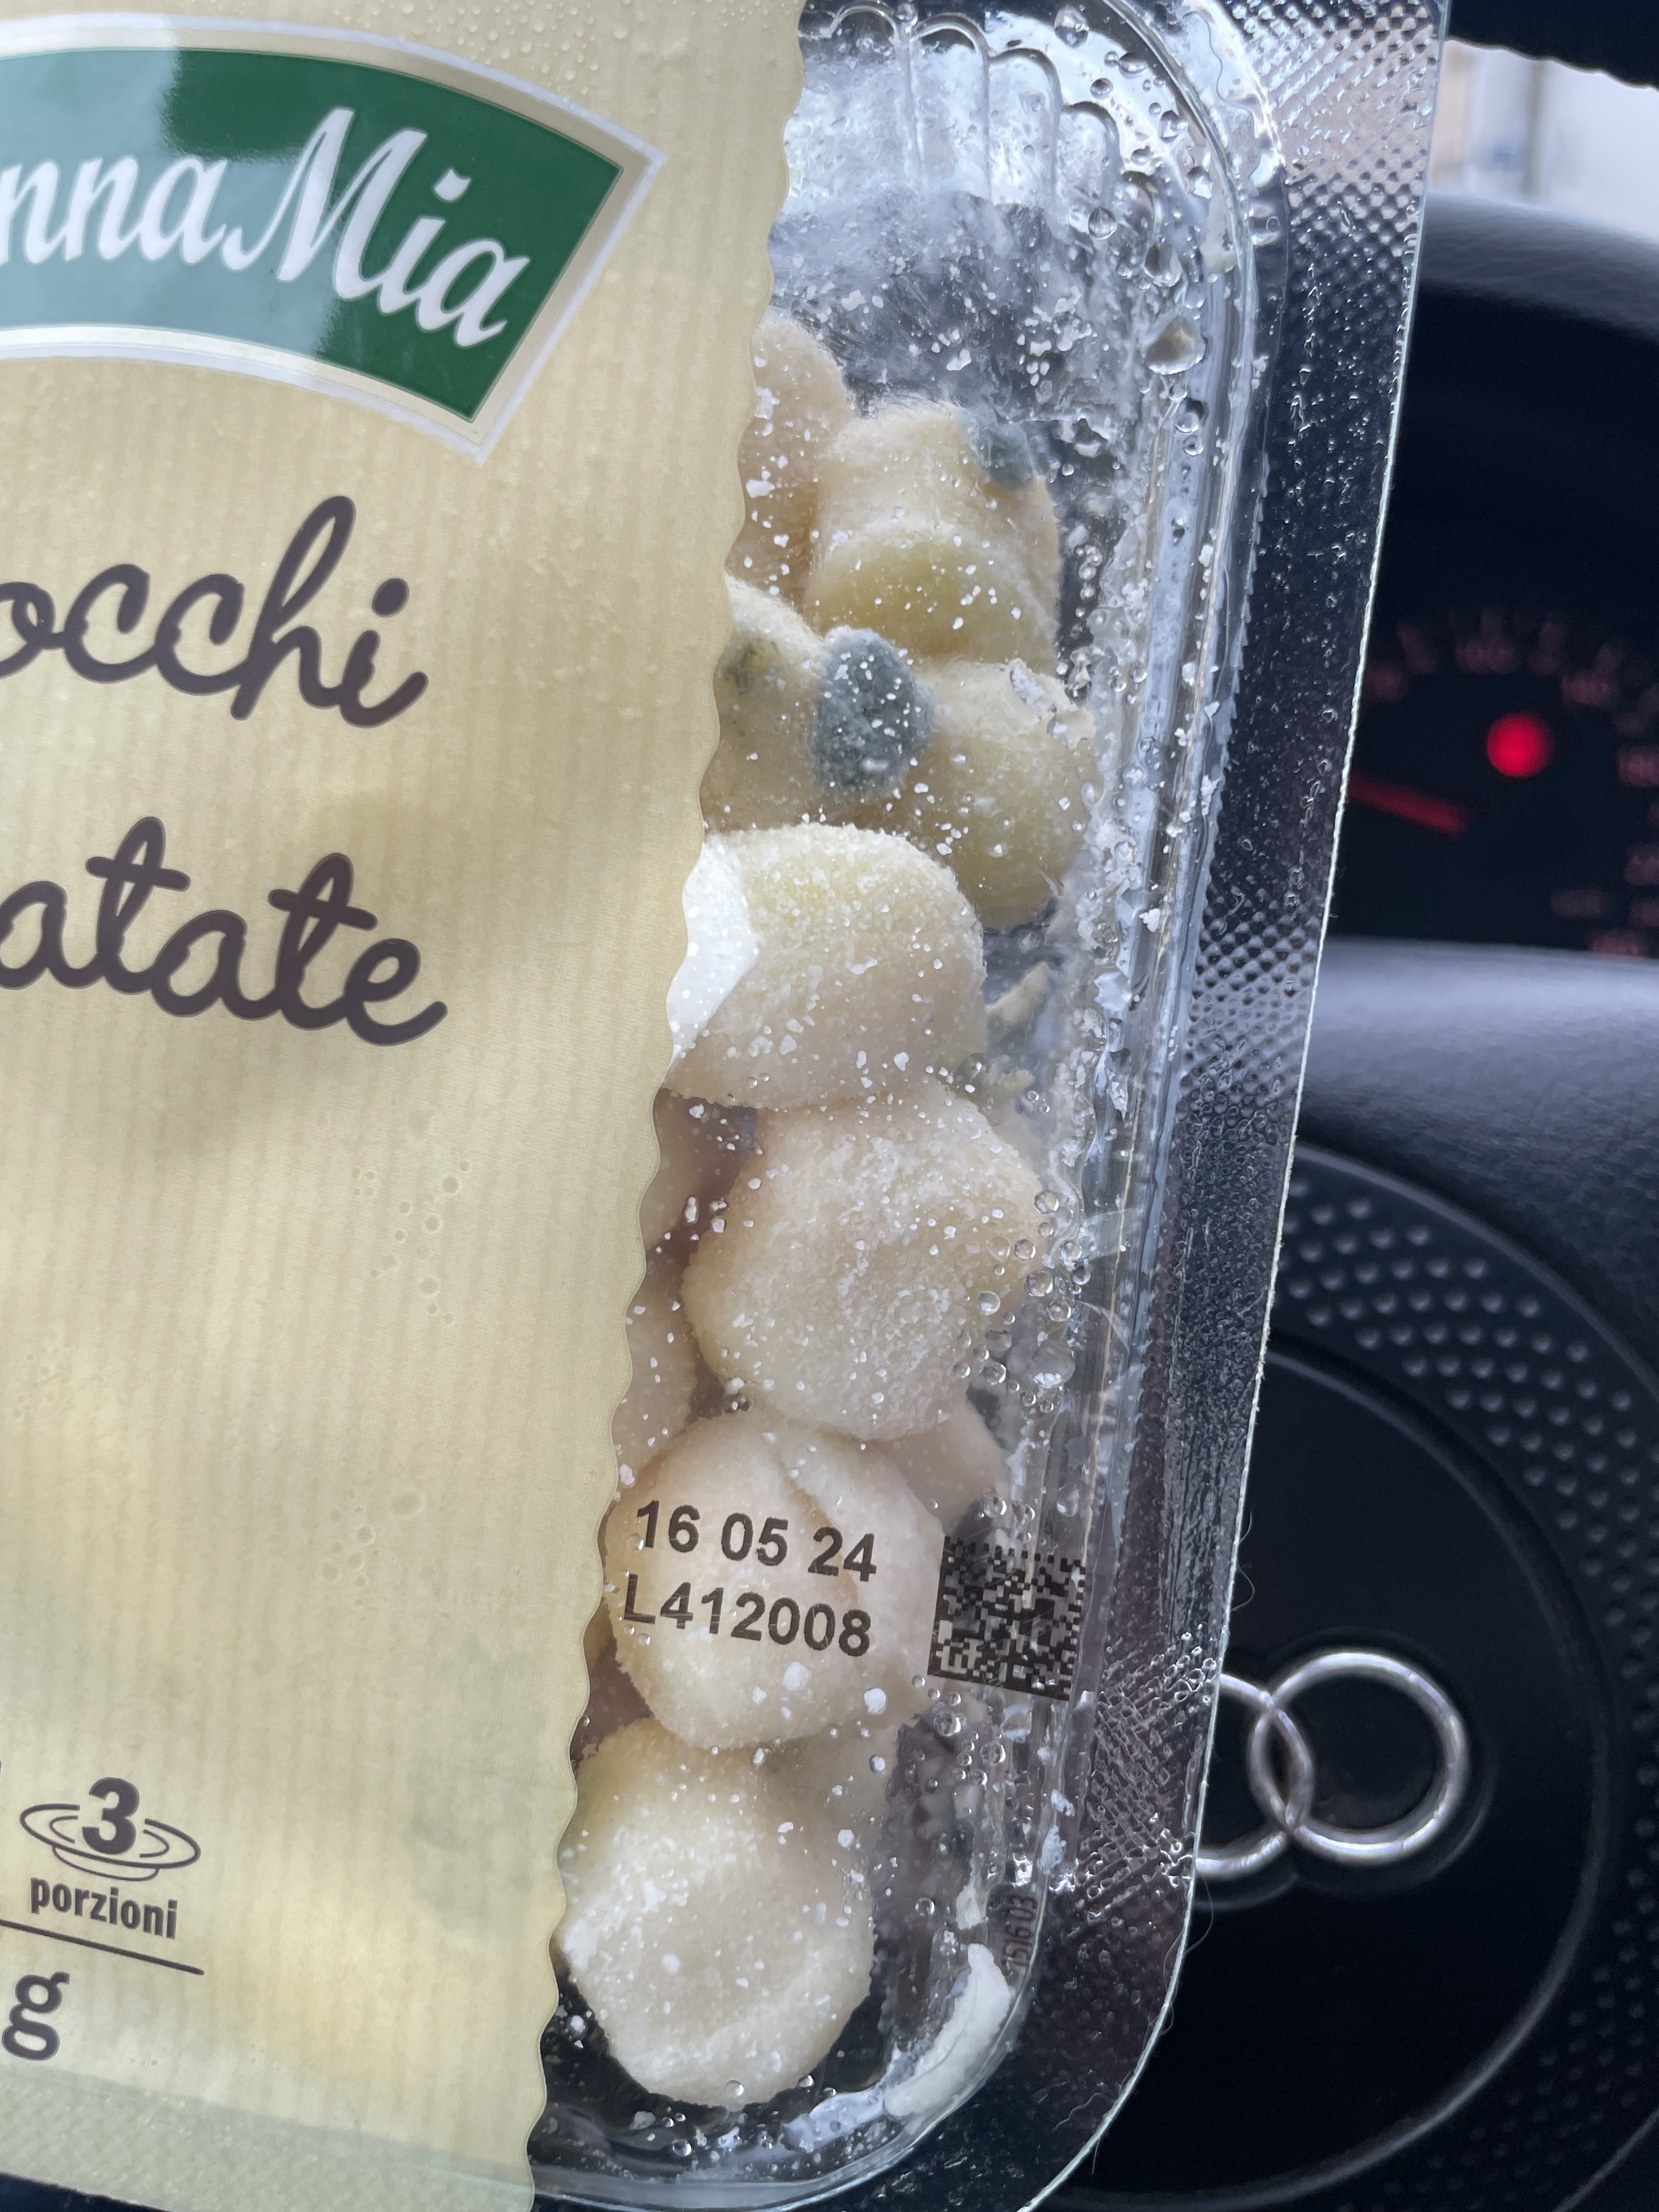 nnaMia
occhi
atate
16 05 24
L412008
3
porzioni
g